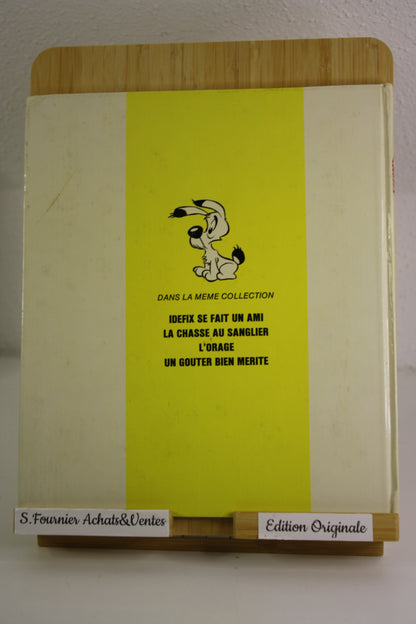 DANS LA MEME COLLECTION
IDEFIX SE FAIT UN AMI
LA CHASSE AU SANGLIER
L'ORAGE
UN GOUTER BIEN MERITE
S.Fournier Achats&Ventes
Edition Originale